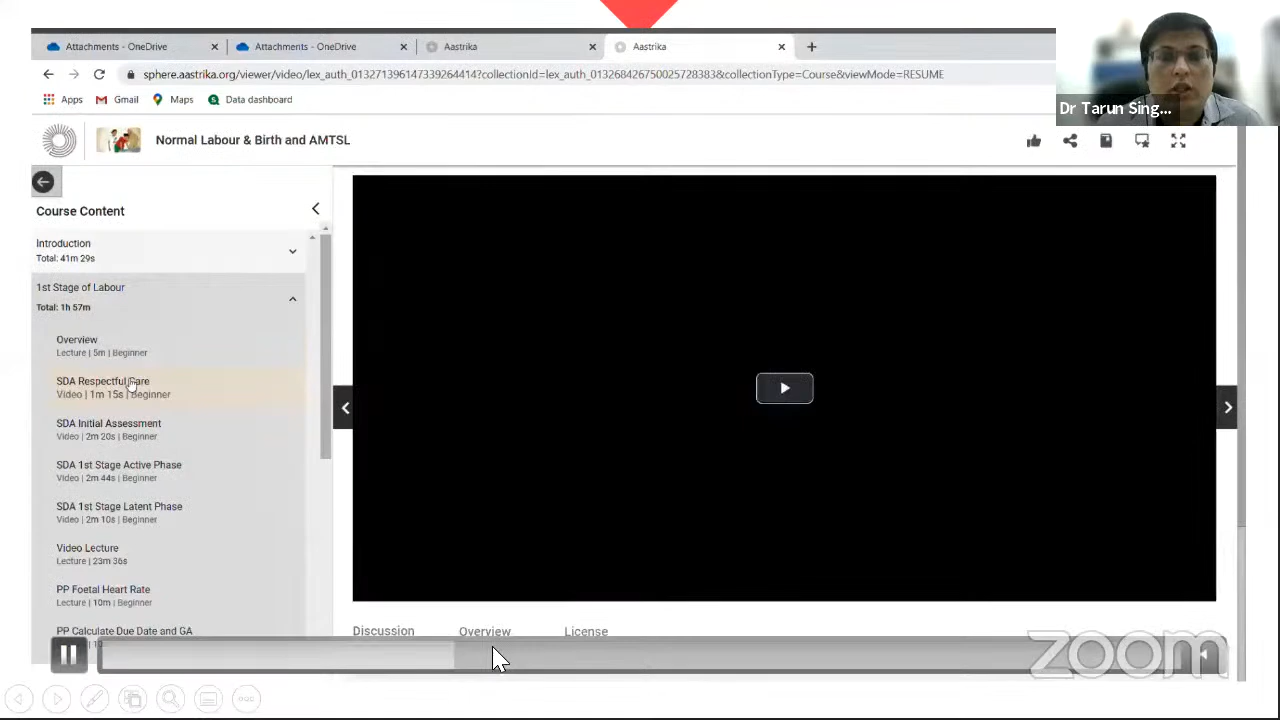 Attachments - OneDrive
Attachments - OneDrive
Aastrika
Aastrika
sphere.aastrika.org/viewer/video/lex_auth_013271396147339264414?collectionId=lex_auth_013268426750025728383&collectionType=Course&viewMode=RESUME
Apps
Gmail
Maps
Data dashboard
Dr Tarun Sing...
Normal Labour & Birth and AMTSL
Course Content
Introduction
Total: 41m 29s
1st Stage of Labour
Total: 1h 57m
Overview
Lecture | 5m | Beginner
SDA Respectful Care
Video | 1m 15s | Beginner
SDA Initial Assessment
Video | 2m 20s | Beginner
SDA 1st Stage Active Phase
Video | 2m 44s | Beginner
SDA 1st Stage Latent Phase
Video | 2m 10s | Beginner
Video Lecture
Lecture | 23m 36s
PP Foetal Heart Rate
Lecture | 10m | Beginner
PP Calculate Due Date and GA
Discussion
Overview
License
zoom